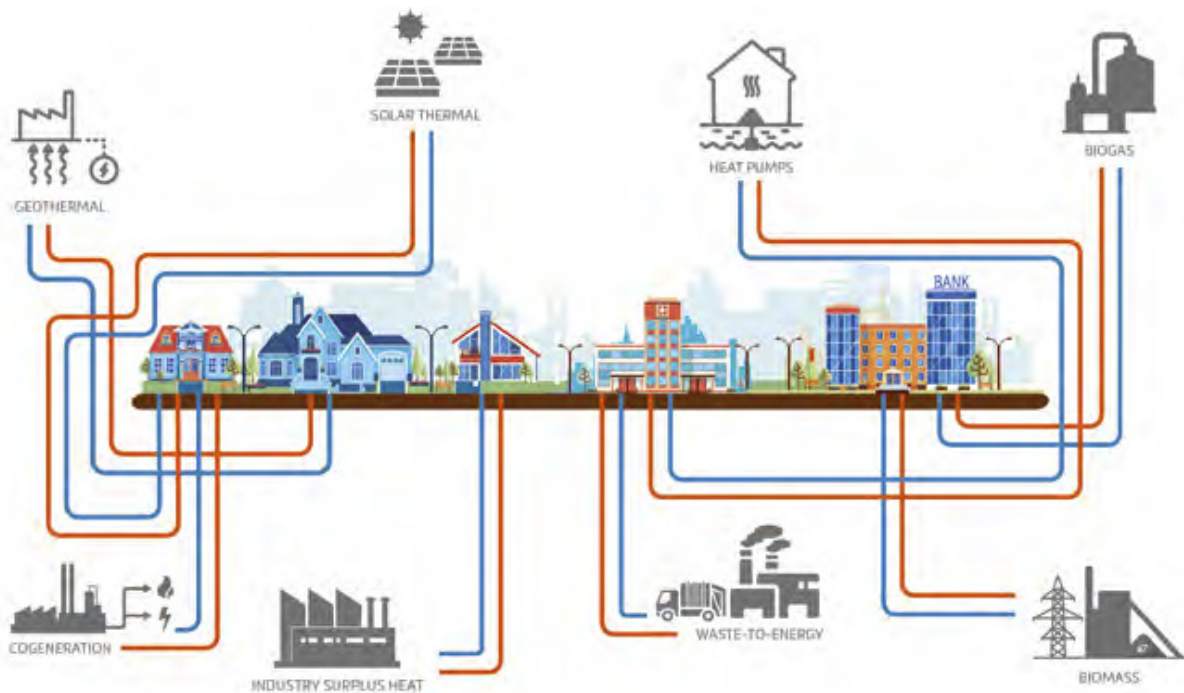 SOLAR THERMAL
HEAT PUMPS
BIOGAS
GEOTHERMAL
BANK
COGENERATION
INDUSTRY SURPLUS HEAT
WASTE-TO-ENERGY
BIOMASS